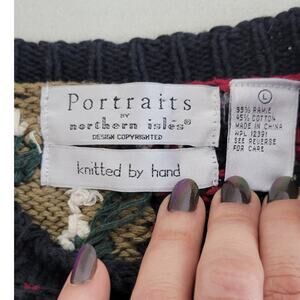 Portraits
BY
northern isles®
DESIGN COPYRIGHTED
knitted by hand
L
55% RAMIE
45% COTTON
MADE IN CHINA
WPL 12391
SEE REVERSE
FOR CARE